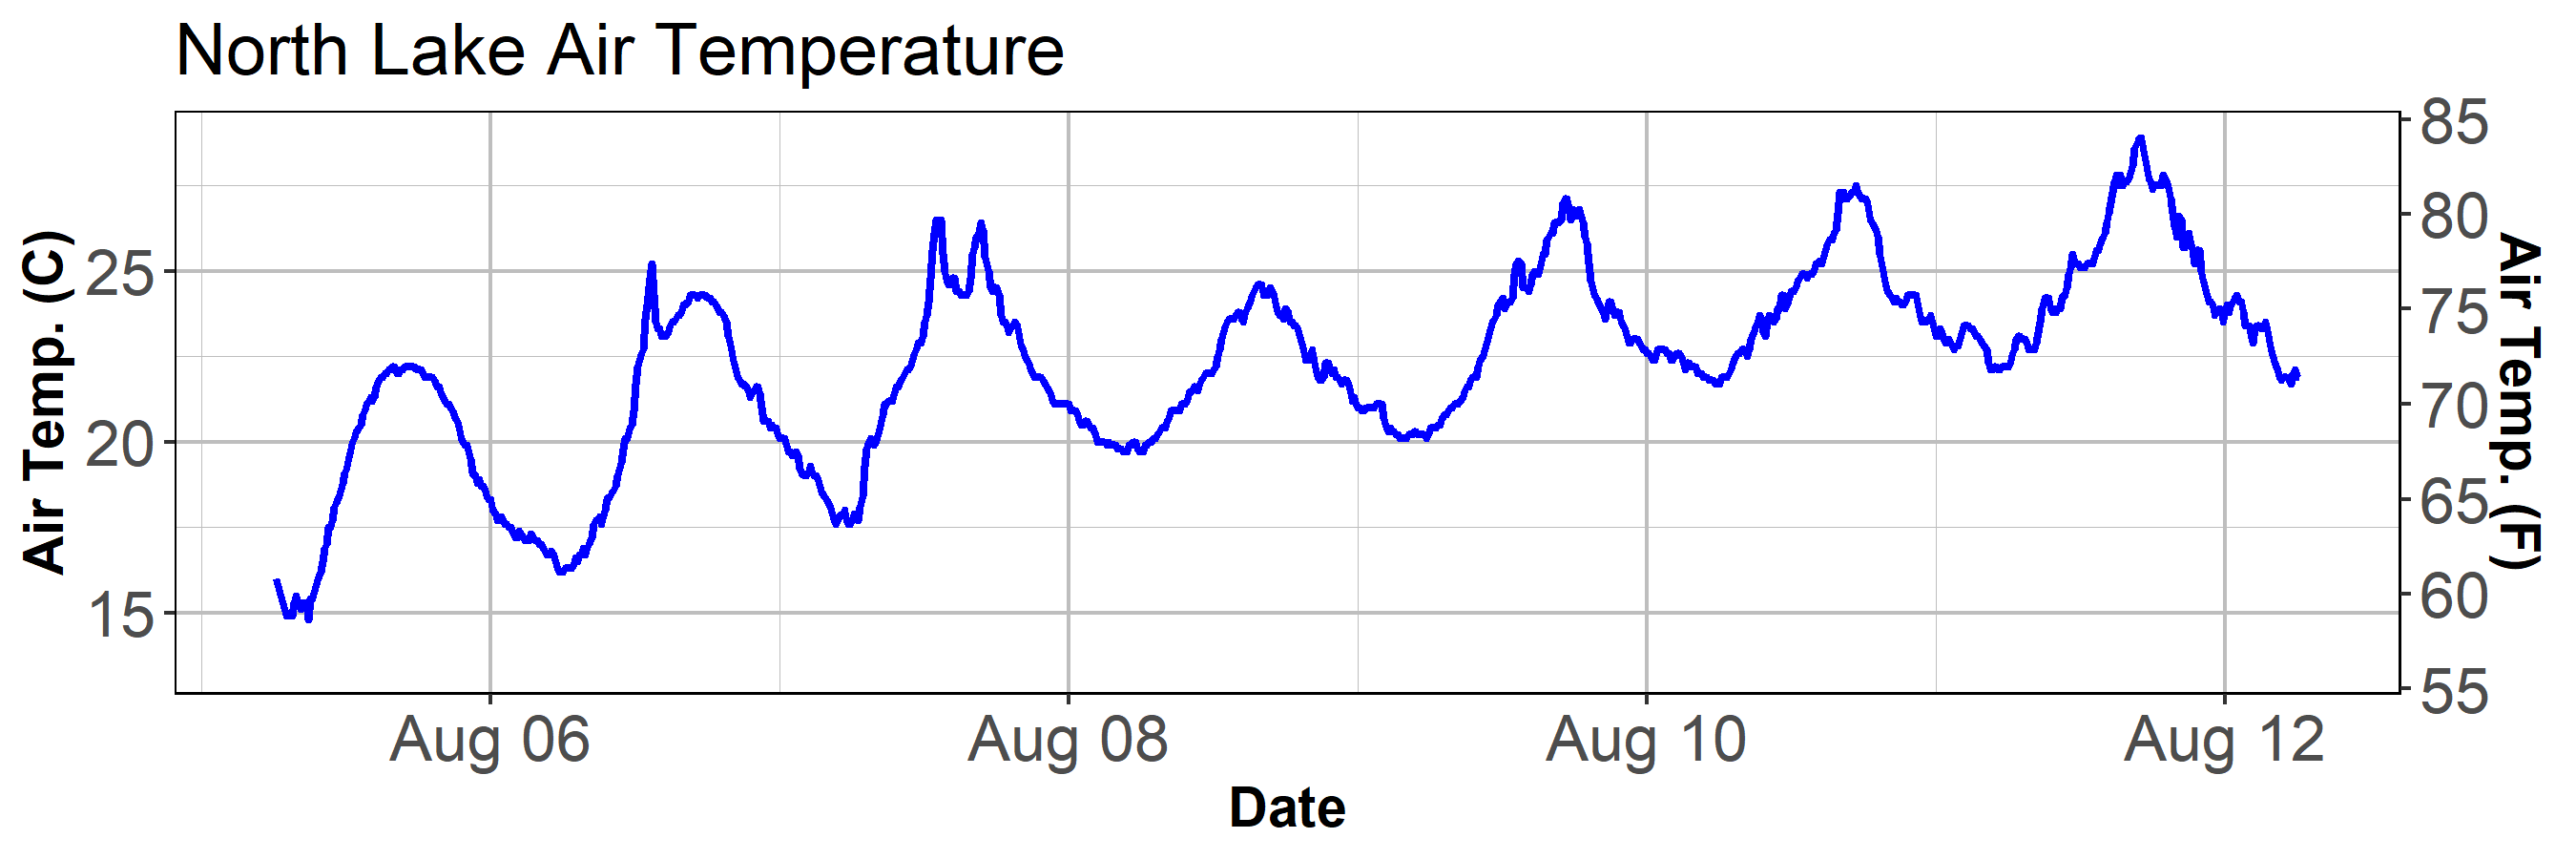 North Lake Air Temperature
Air Temp. (C)
25
20
15
85
80
75
70
65
60
55
Air Temp. (F)
Aug 06
Aug 08
Aug 10
Aug 12
Date